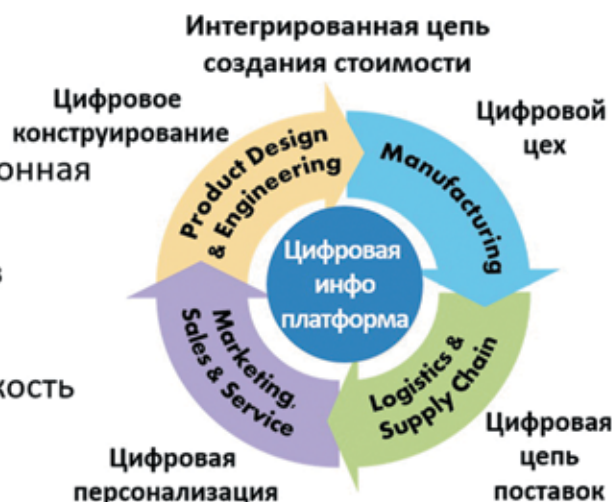 Интегрированная цепь
создания стоимости
Цифровое
конструирование
онная
Цифровой
цех
Product Design
& Engineering
Manufacturing
Цифровая
инфо
платформа
в
Marketing,
Sales & Service
Logistics &
Supply Chain
кость
Цифровая
персонализация
Цифровая
цепь
поставок